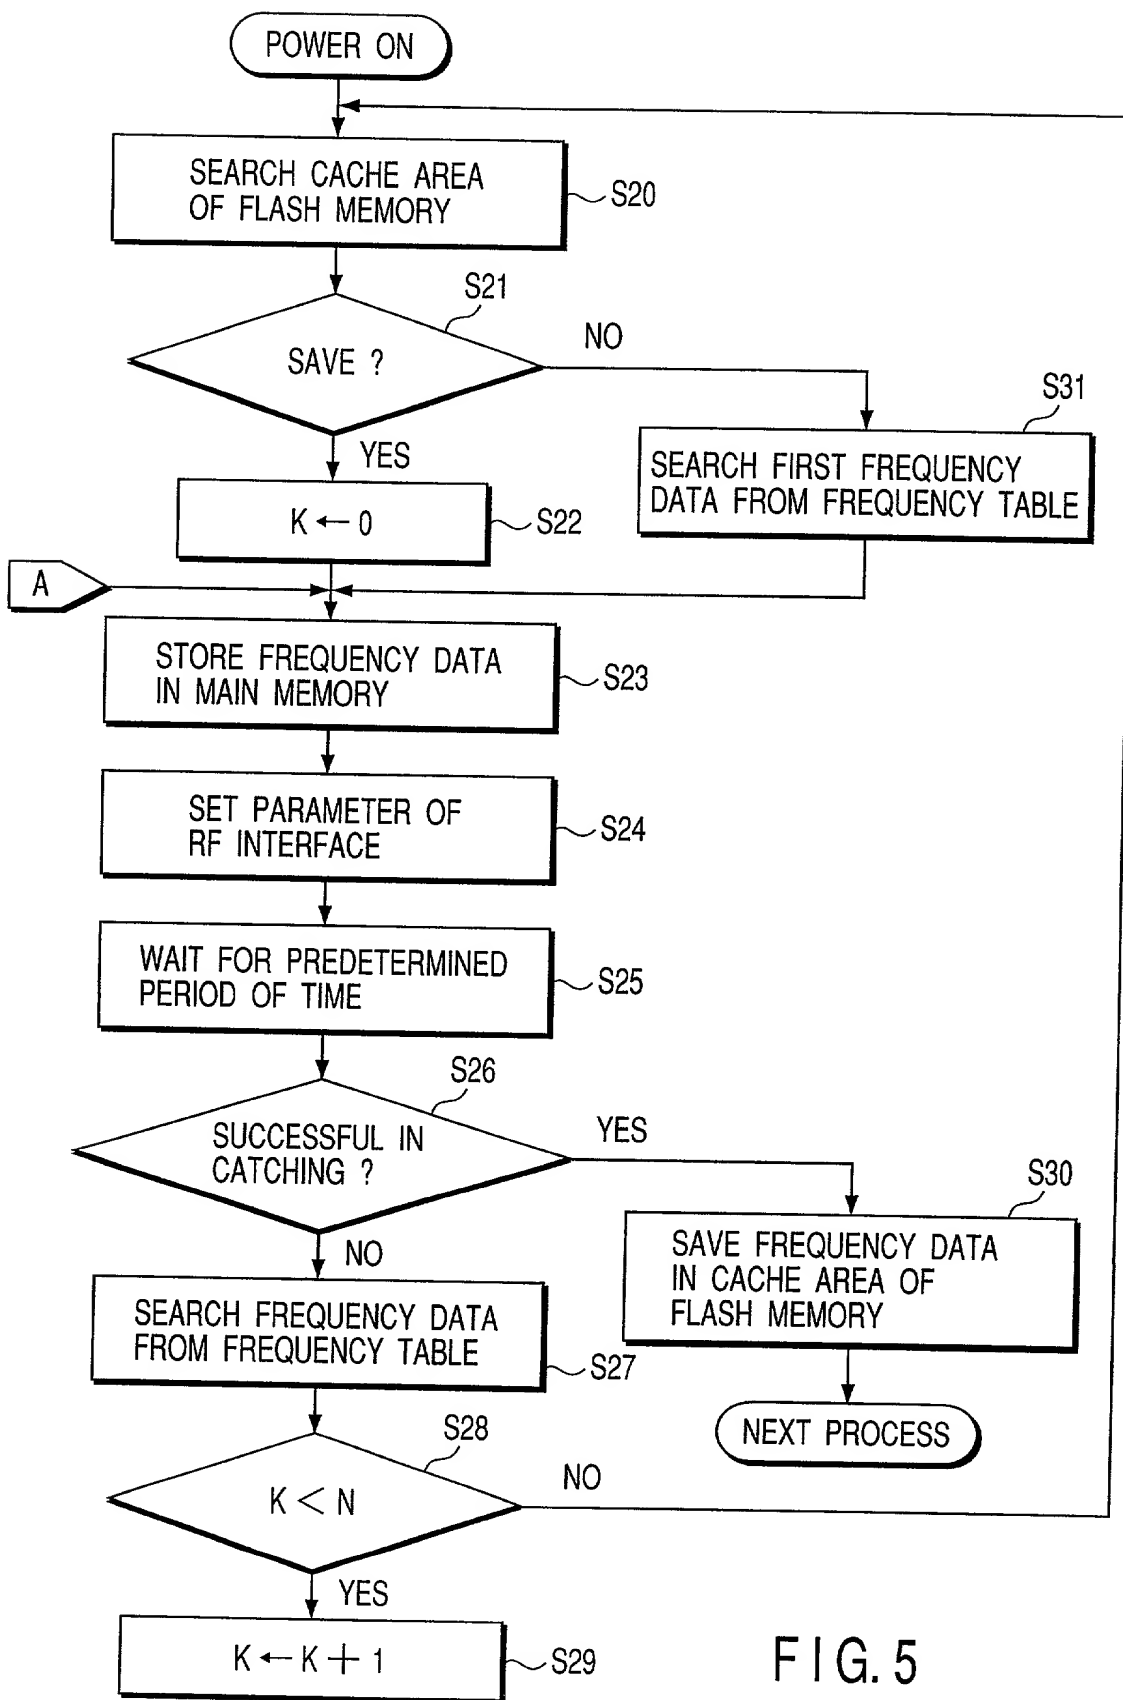 POWER ON
SEARCH CACHE AREA
OF FLASH MEMORY
S20
S21
SAVE ?
NO
YES
S31
SEARCH FIRST FREQUENCY
DATA FROM FREQUENCY TABLE
K ← 0
S22
A
STORE FREQUENCY DATA
IN MAIN MEMORY
S23
SET PARAMETER OF
RF INTERFACE
S24
WAIT FOR PREDETERMINED
PERIOD OF TIME
S25
S26
SUCCESSFUL IN
CATCHING ?
YES
NO
S30
SAVE FREQUENCY DATA
IN CACHE AREA OF
FLASH MEMORY
SEARCH FREQUENCY DATA
FROM FREQUENCY TABLE
S27
NEXT PROCESS
S28
K < N
NO
YES
K ← K + 1
S29
FIG. 5